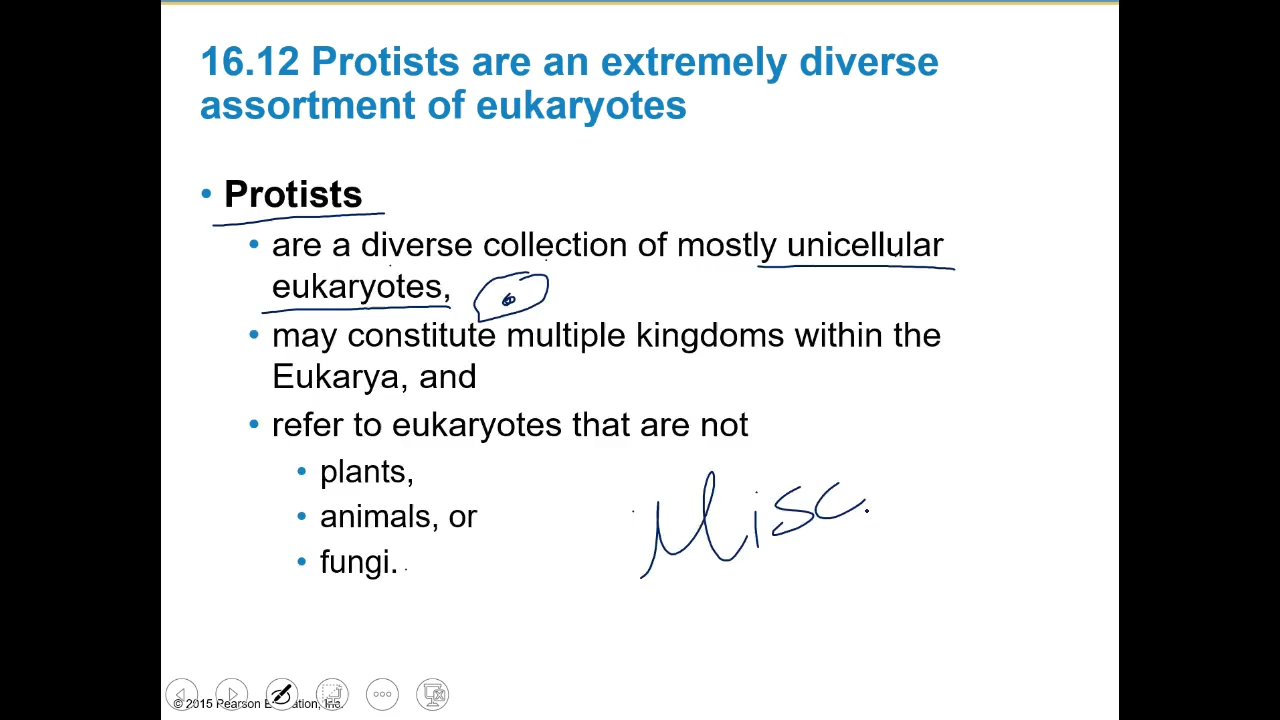 16.12 Protists are an extremely diverse
assortment of eukaryotes
• Protists
• are a diverse collection of mostly unicellular
eukaryotes,
• may constitute multiple kingdoms within the
Eukarya, and
• refer to eukaryotes that are not
• plants,
• animals, or
• fungi.
Misc.
© 2015 Pearson Inc.